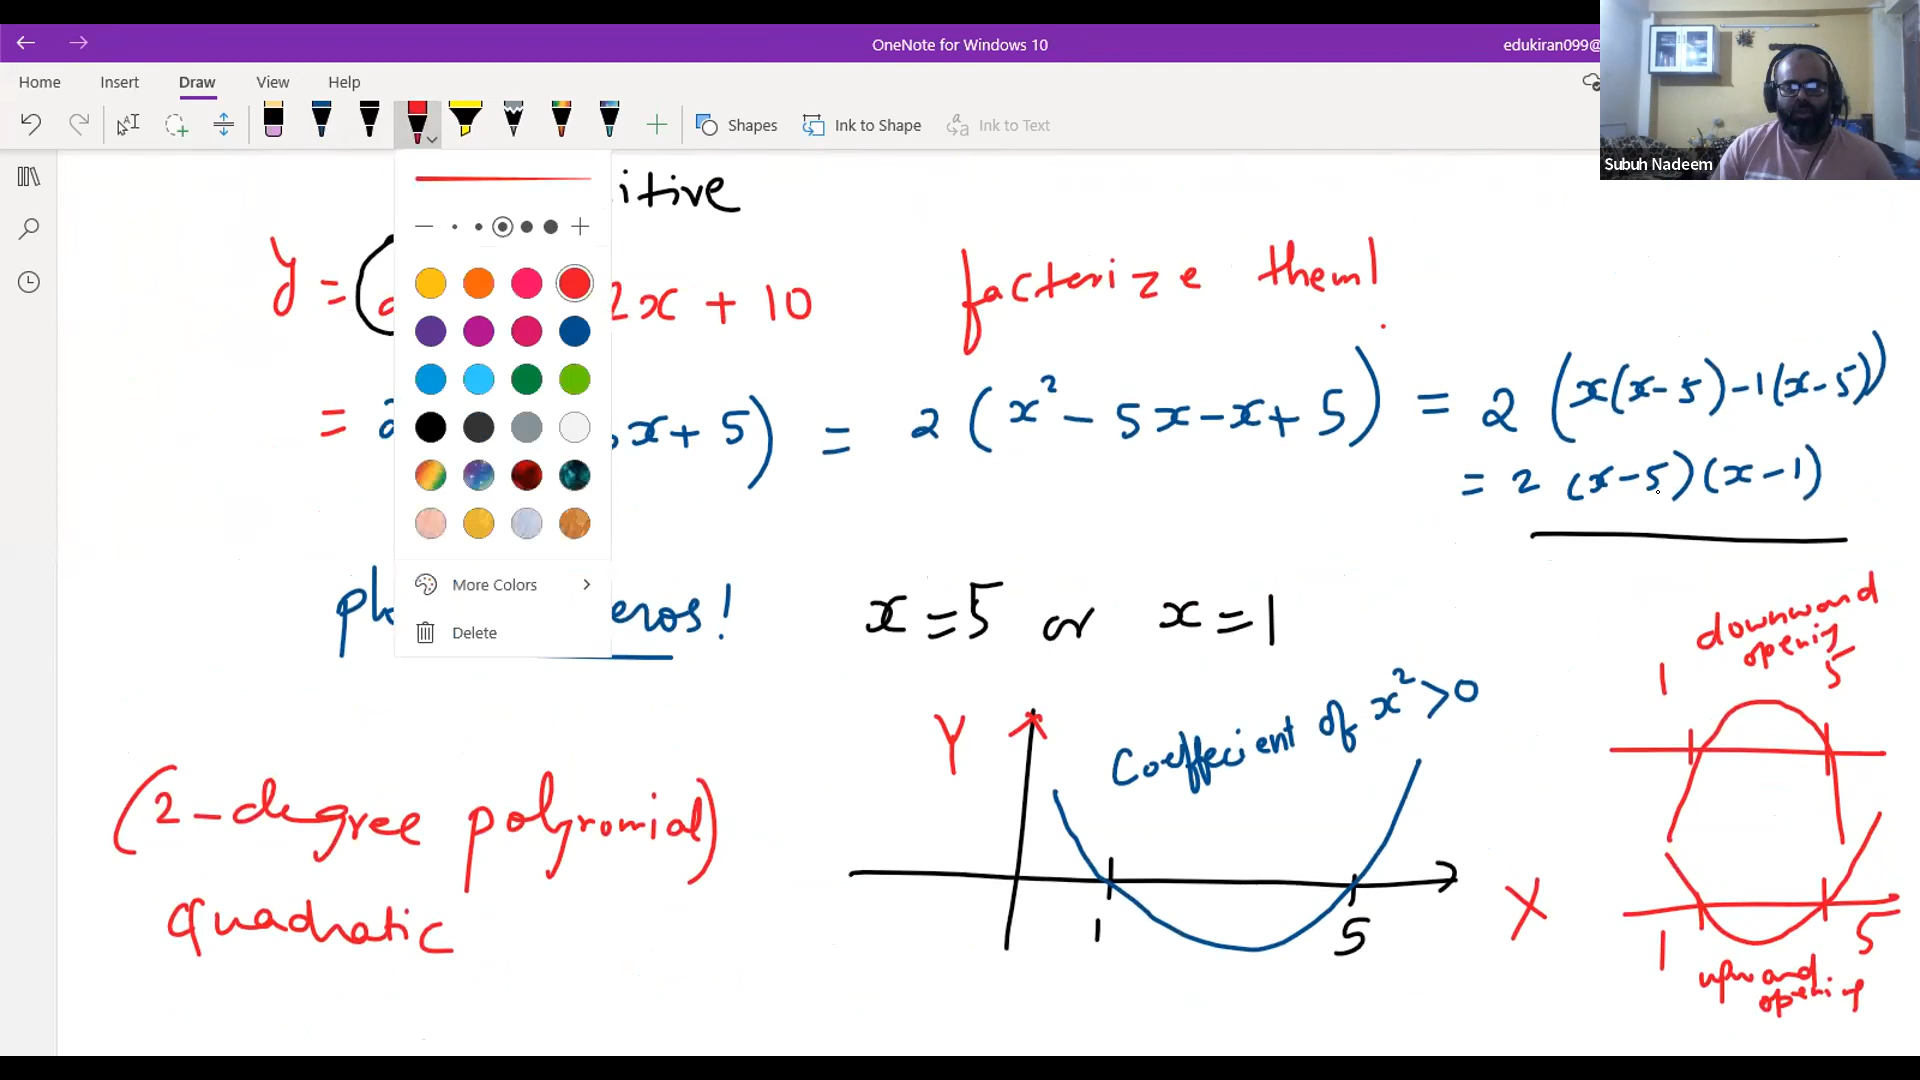 OneNote for Windows 10
edukiran099@
Home Insert Draw View Help
Shapes Ink to Shape Ink to Text
Subuh Nadeem
itive
y = 2x + 10 factorize them!
= 2 x + 5) = 2 (x² - 5x - x + 5) = 2 (x(x-5) - 1(x-5))
= 2 (x-5)(x-1)
More Colors
Delete
eros! x = 5 or x = 1
downward
opening
1 5
Y Coeffecient of x² > 0
(2-degree polynomial)
quadratic
1 5 X
1 5
upward
opening